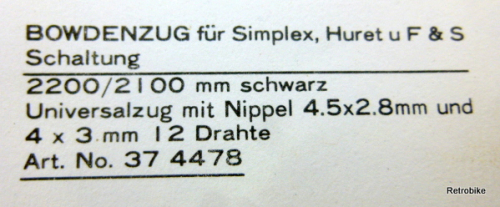 BOWDENZUG für Simplex, Huret u F & S
Schaltung
2200/2100 mm schwarz
Universalzug mit Nippel 4.5x2.8mm und
4 x 3 mm 12 Drahte
Art. No. 37 4478
Retrobike